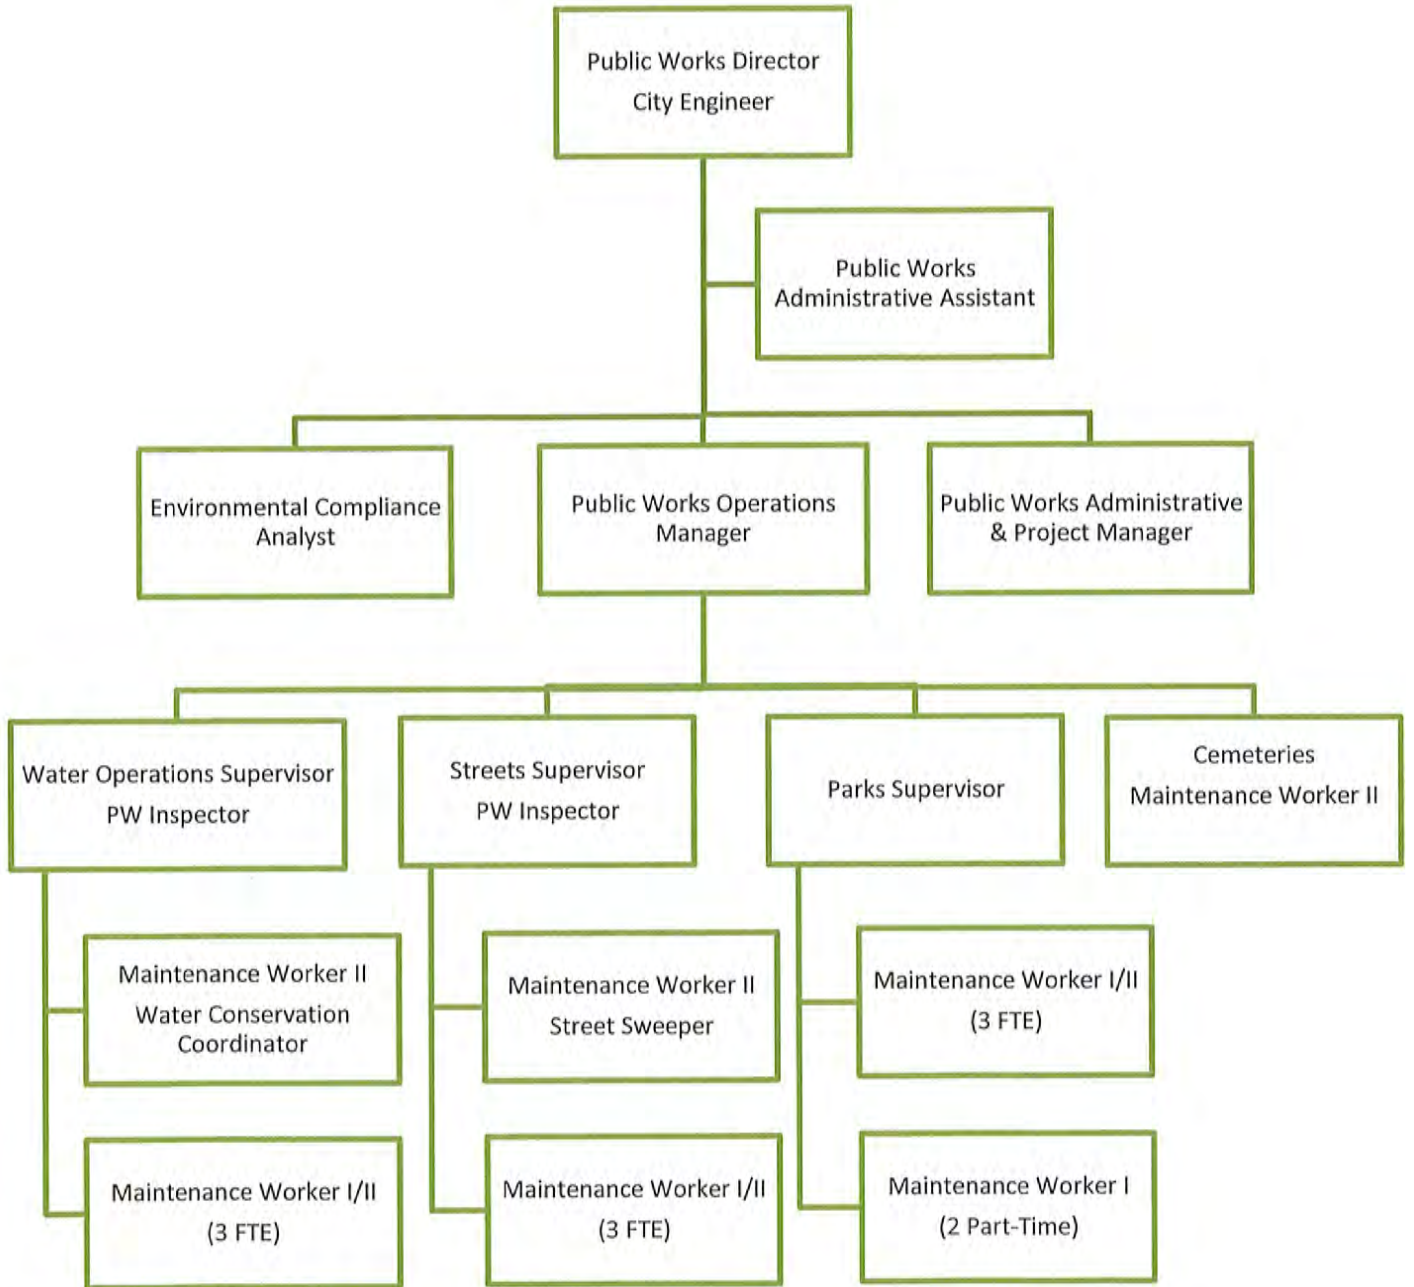 Public Works Director
City Engineer
Public Works
Administrative Assistant
Environmental Compliance
Analyst
Public Works Operations
Manager
Public Works Administrative
& Project Manager
Water Operations Supervisor
PW Inspector
Streets Supervisor
PW Inspector
Parks Supervisor
Cemeteries
Maintenance Worker II
Maintenance Worker II
Water Conservation
Coordinator
Maintenance Worker II
Street Sweeper
Maintenance Worker I/II
(3 FTE)
Maintenance Worker I/II
(3 FTE)
Maintenance Worker I/II
(3 FTE)
Maintenance Worker I
(2 Part-Time)